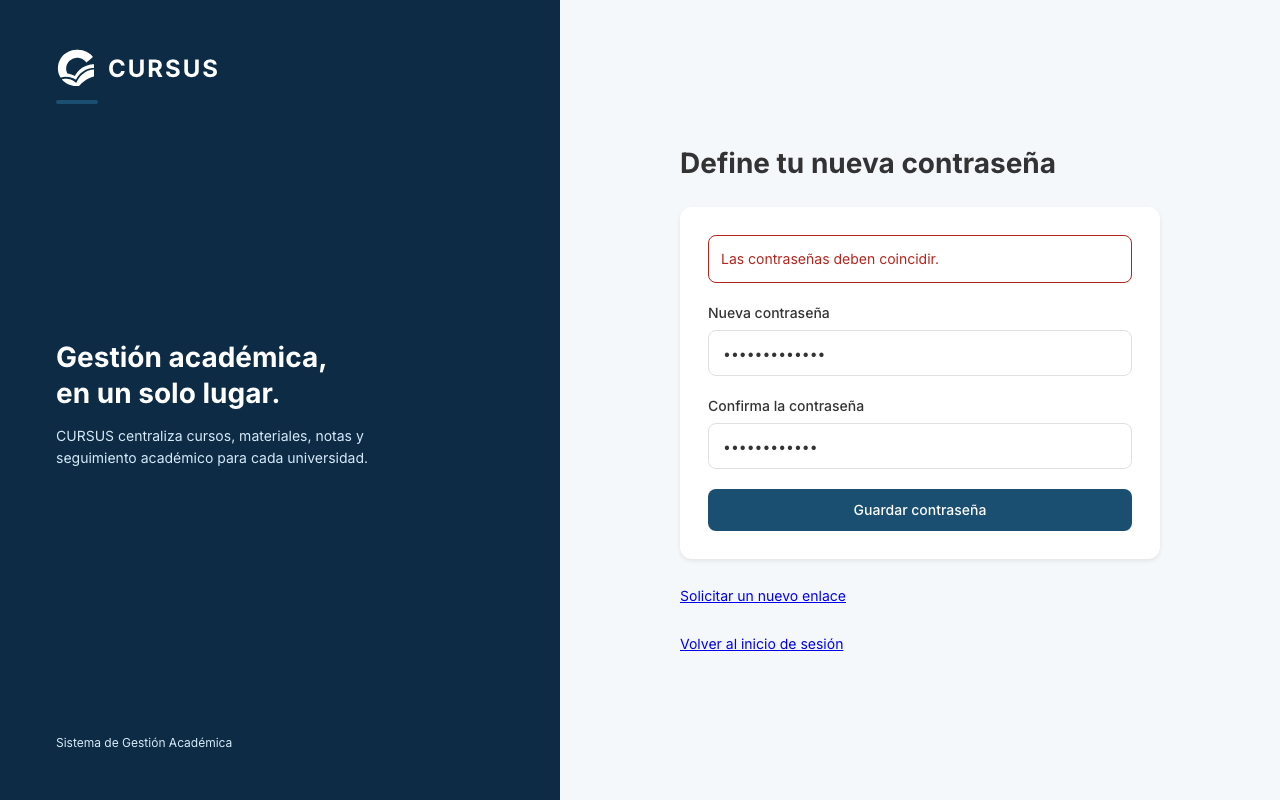 CURSUS
Gestión académica,
en un solo lugar.
CURSUS centraliza cursos, materiales, notas y
seguimiento académico para cada universidad.
Sistema de Gestión Académica
Define tu nueva contraseña
Las contraseñas deben coincidir.
Nueva contraseña
•••••••••••••
Confirma la contraseña
••••••••••••
Guardar contraseña
Solicitar un nuevo enlace
Volver al inicio de sesión